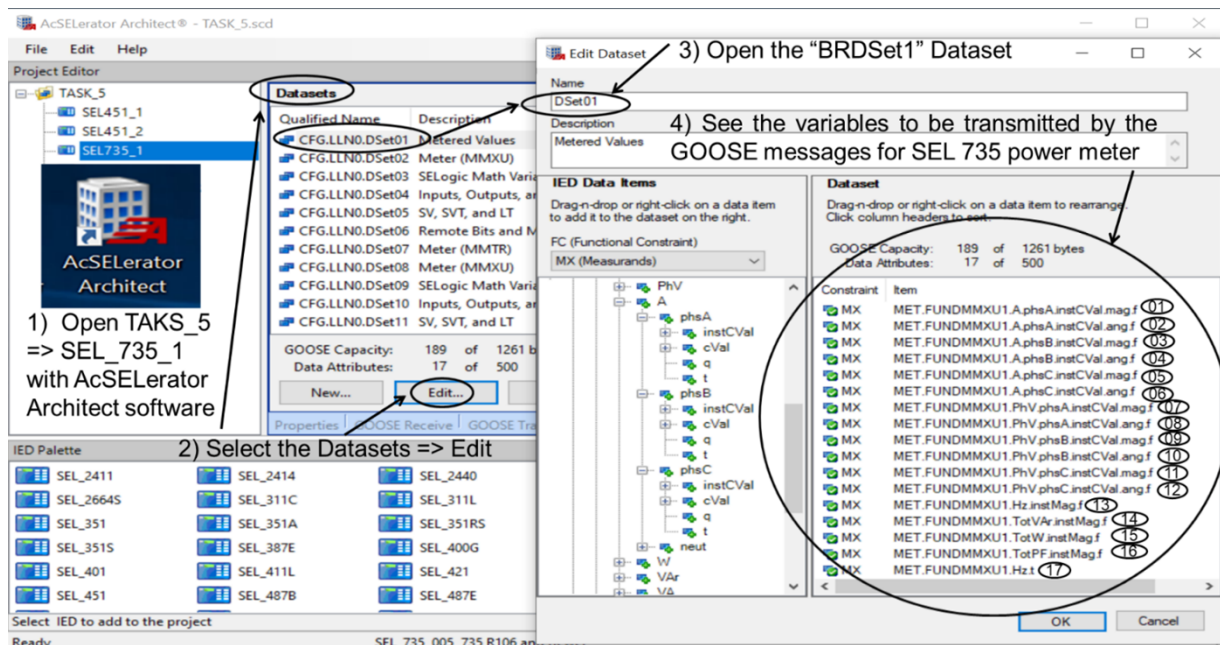 AcSELerator Architect® - TASK_5.scd
File Edit Help
Project Editor
TASK_5
SEL451_1
SEL451_2
SEL735_1
AcSELerator
Architect
1) Open TAKS_5
=> SEL_735_1
with AcSELerator
Architect software
Datasets
Qualified Name Description
CFG.LLN0.DSet01 Metered Values
CFG.LLN0.DSet02 Meter (MMXU)
CFG.LLN0.DSet03 SELogic Math Varia
CFG.LLN0.DSet04 Inputs, Outputs, ar
CFG.LLN0.DSet05 SV, SVT, and LT
CFG.LLN0.DSet06 Remote Bits and M
CFG.LLN0.DSet07 Meter (MMTR)
CFG.LLN0.DSet08 Meter (MMXU)
CFG.LLN0.DSet09 SELogic Math Varia
CFG.LLN0.DSet10 Inputs, Outputs, ar
CFG.LLN0.DSet11 SV, SVT, and LT
GOOSE Capacity: 189 of 1261 b
Data Attributes: 17 of 500
New... Edit...
Properties GOOSE Receive GOOSE Tra
2) Select the Datasets => Edit
IED Palette
SEL_2411 SEL_2414 SEL_2440
SEL_2664S SEL_311C SEL_311L
SEL_351 SEL_351A SEL_351RS
SEL_351S SEL_387E SEL_400G
SEL_401 SEL_411L SEL_421
SEL_451 SEL_487B SEL_487E
Select IED to add to the project
Ready SEL_735_005 735 R106 an
Edit Dataset
3) Open the “BRDSet1” Dataset
Name
DSet01
Description
Metered Values
4) See the variables to be transmitted by the
GOOSE messages for SEL 735 power meter
IED Data Items
Drag-n-drop or right-click on a data item
to add it to the dataset on the right.
FC (Functional Constraint)
MX (Measurands)
PhV
A
phsA
instCVal
cVal
q
t
phsB
instCVal
cVal
q
t
phsC
instCVal
cVal
q
t
neut
W
VAr
VA
Dataset
Drag-n-drop or right-click on a data item to rearrange.
Click column headers to sort.
GOOSE Capacity: 189 of 1261 bytes
Data Attributes: 17 of 500
Constraint Item
MX MET.FUNDMMXU1.A.phsA.instCVal.mag.f 01
MX MET.FUNDMMXU1.A.phsA.instCVal.ang.f 02
MX MET.FUNDMMXU1.A.phsB.instCVal.mag.f 03
MX MET.FUNDMMXU1.A.phsB.instCVal.ang.f 04
MX MET.FUNDMMXU1.A.phsC.instCVal.mag.f 05
MX MET.FUNDMMXU1.A.phsC.instCVal.ang.f 06
MX MET.FUNDMMXU1.PhV.phsA.instCVal.mag.f 07
MX MET.FUNDMMXU1.PhV.phsA.instCVal.ang.f 08
MX MET.FUNDMMXU1.PhV.phsB.instCVal.mag.f 09
MX MET.FUNDMMXU1.PhV.phsB.instCVal.ang.f 10
MX MET.FUNDMMXU1.PhV.phsC.instCVal.mag.f 11
MX MET.FUNDMMXU1.PhV.phsC.instCVal.ang.f 12
MX MET.FUNDMMXU1.Hz.instMag.f 13
MX MET.FUNDMMXU1.TotVAr.instMag.f 14
MX MET.FUNDMMXU1.TotW.instMag.f 15
MX MET.FUNDMMXU1.TotPF.instMag.f 16
MX MET.FUNDMMXU1.Hz.t 17
OK Cancel